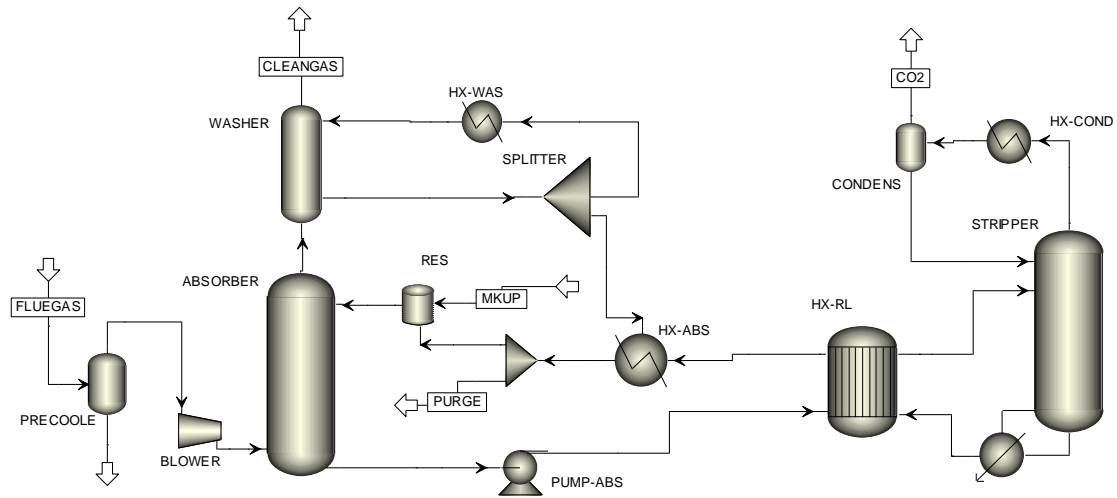 CLEANGAS
HX-WAS
WASHER
SPLITTER
CO2
HX-COND
CONDENS
STRIPPER
ABSORBER
RES
MKUP
FLUEGAS
HX-RL
HX-ABS
PURGE
PRECOOLE
BLOWER
PUMP-ABS